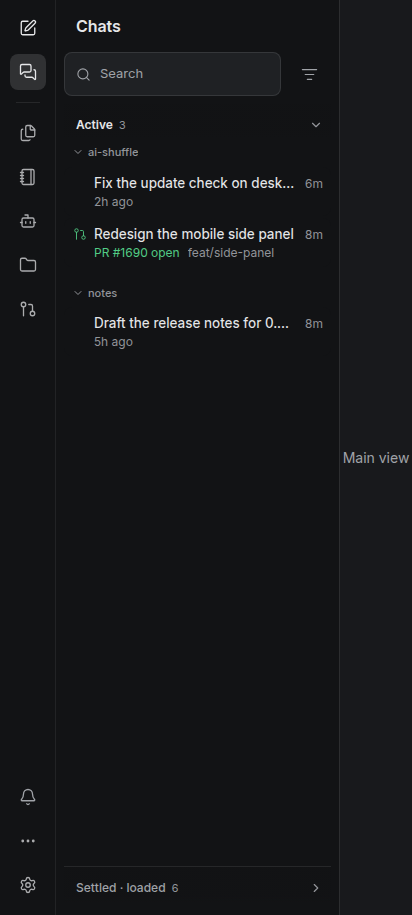 Chats
Search
Active 3
ai-shuffle
Fix the update check on desk... 6m
2h ago
Redesign the mobile side panel 8m
PR #1690 open feat/side-panel
notes
Draft the release notes for 0.... 8m
5h ago
Main view
Settled · loaded 6